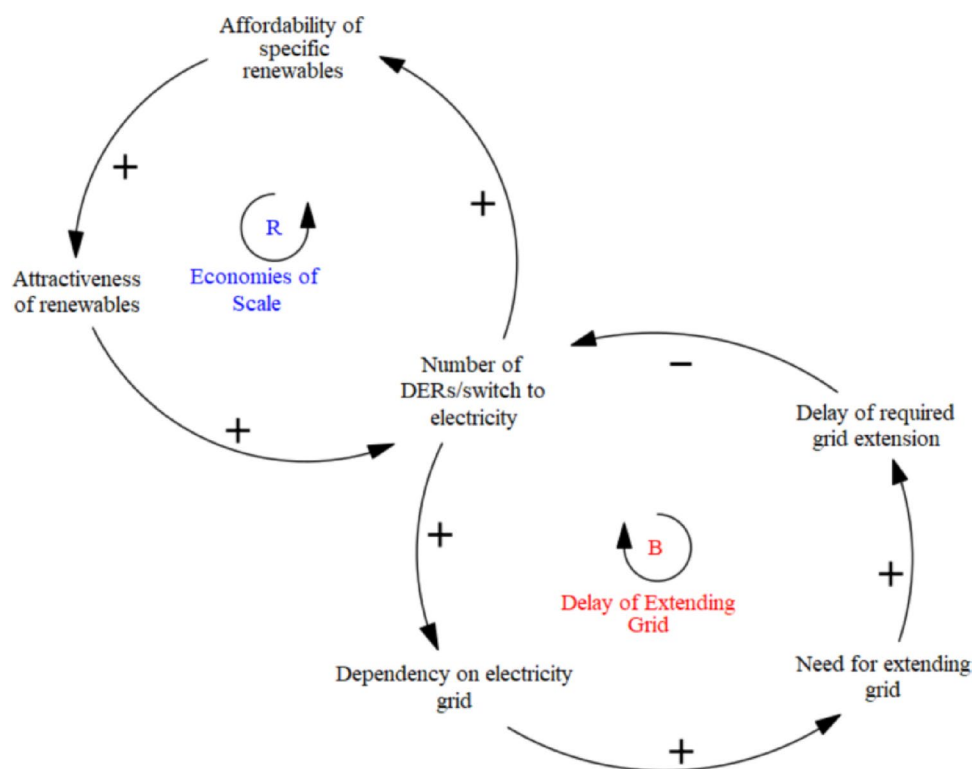 Affordability of
specific
renewables
+
+
R
Economies of
Scale
Attractiveness
of renewables
+
Number of
DERs/switch to
electricity
−
Delay of required
grid extension
+
B
Delay of Extending
Grid
+
Dependency on electricity
grid
Need for extending
grid
+